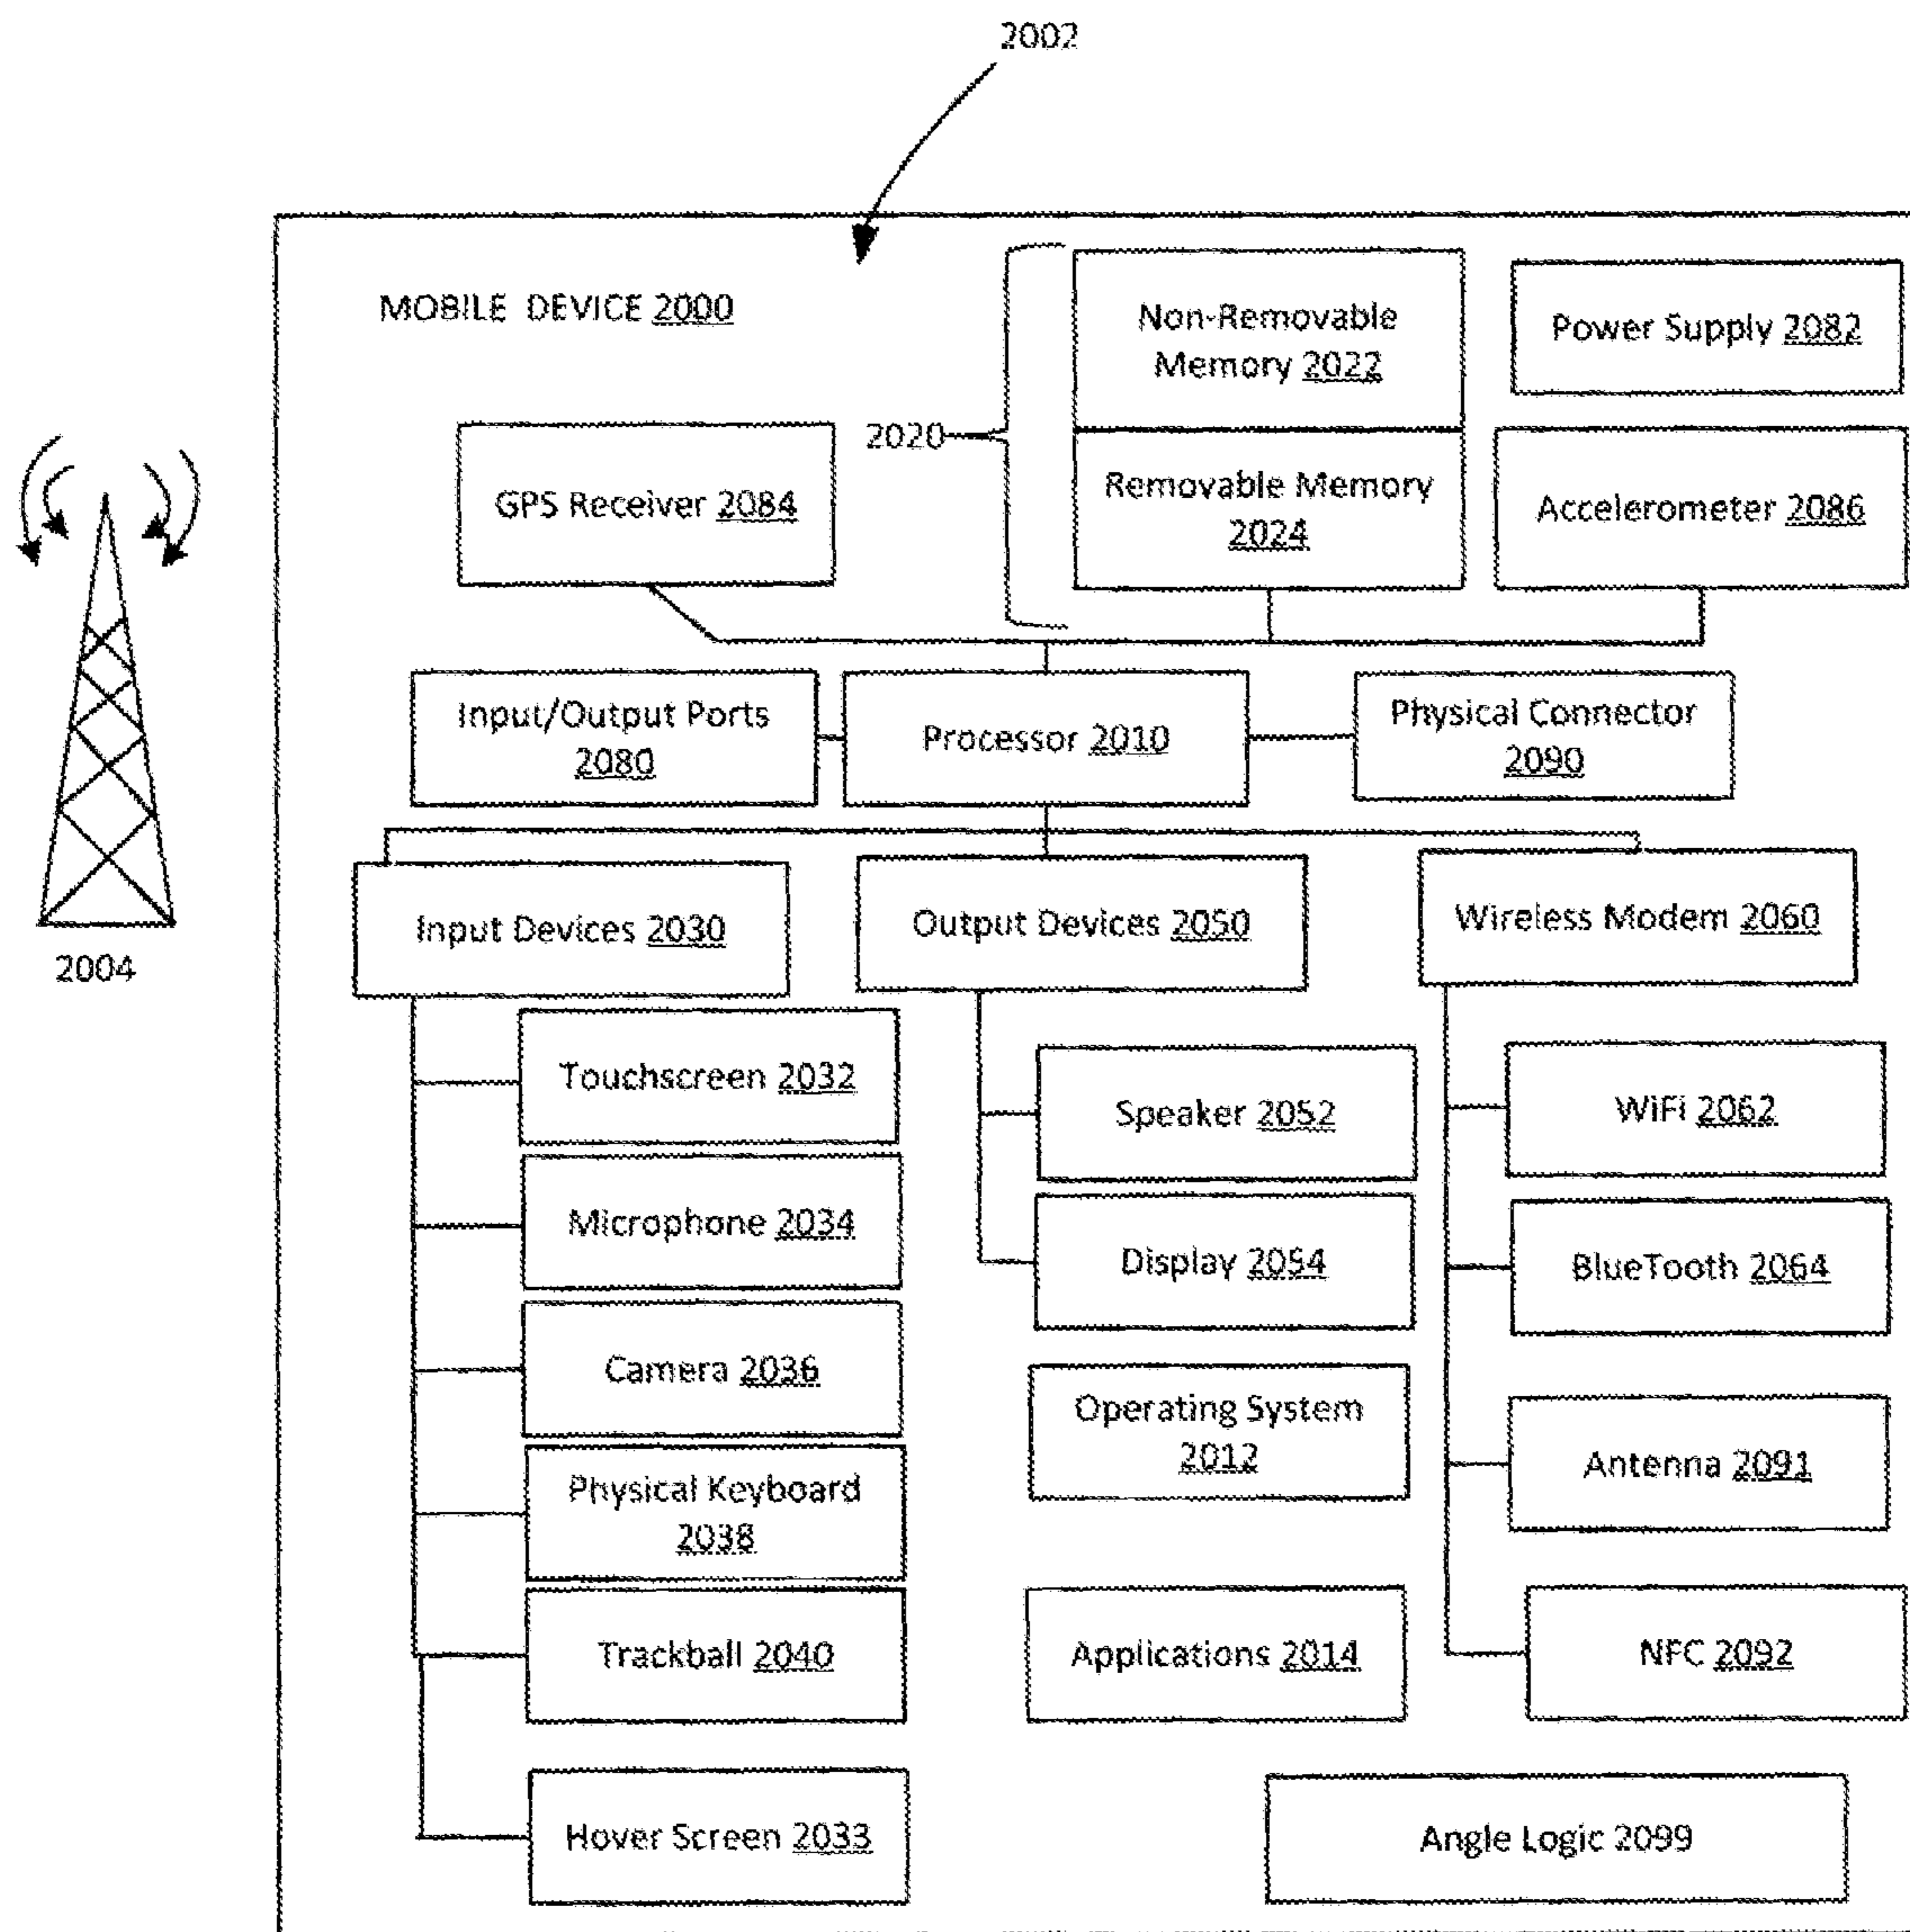 2002
MOBILE DEVICE 2000
Non-Removable
Memory 2022
Power Supply 2082
2020
GPS Receiver 2084
Removable Memory
2024
Accelerometer 2086
Input/Output Ports
2080
Processor 2010
Physical Connector
2090
2004
Input Devices 2030
Output Devices 2050
Wireless Modem 2060
Touchscreen 2032
Speaker 2052
WiFi 2062
Microphone 2034
Display 2054
BlueTooth 2064
Camera 2036
Operating System
2012
Antenna 2091
Physical Keyboard
2038
Trackball 2040
Applications 2014
NFC 2092
Hover Screen 2033
Angle Logic 2099